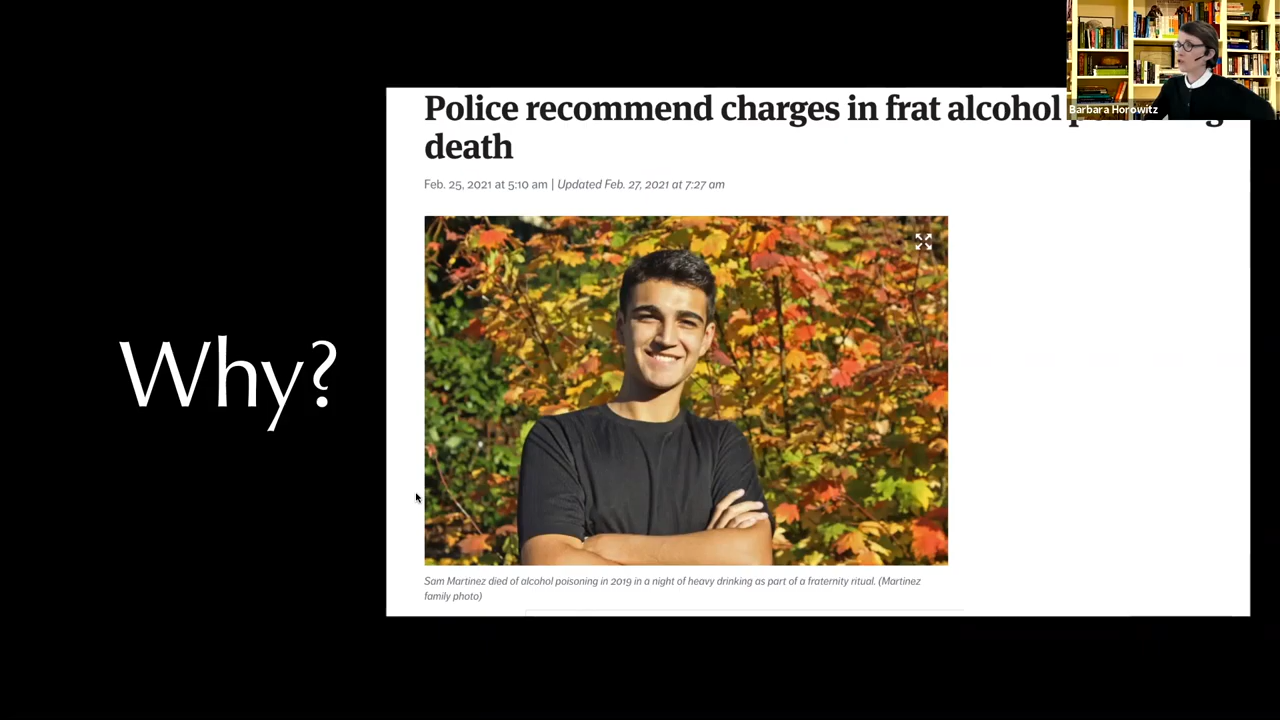 Barbara Horowitz
Police recommend charges in frat alcohol
death
Feb. 25, 2021 at 5:10 am | Updated Feb. 27, 2021 at 7:27 am
Why?
Sam Martinez died of alcohol poisoning in 2019 in a night of heavy drinking as part of a fraternity ritual. (Martinez
family photo)